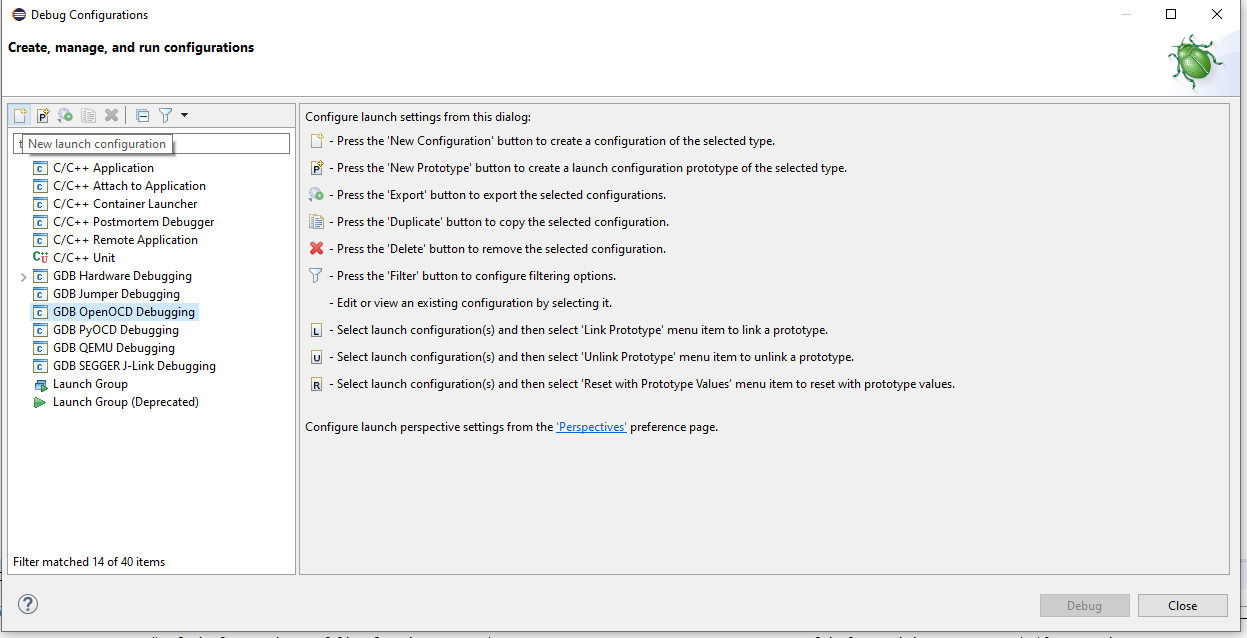 Debug Configurations
Create, manage, and run configurations
New launch configuration
C/C++ Application
C/C++ Attach to Application
C/C++ Container Launcher
C/C++ Postmortem Debugger
C/C++ Remote Application
C/C++ Unit
GDB Hardware Debugging
GDB Jumper Debugging
GDB OpenOCD Debugging
GDB PyOCD Debugging
GDB QEMU Debugging
GDB SEGGER J-Link Debugging
Launch Group
Launch Group (Deprecated)
Filter matched 14 of 40 items
Configure launch settings from this dialog:
- Press the 'New Configuration' button to create a configuration of the selected type.
- Press the 'New Prototype' button to create a launch configuration prototype of the selected type.
- Press the 'Export' button to export the selected configurations.
- Press the 'Duplicate' button to copy the selected configuration.
- Press the 'Delete' button to remove the selected configuration.
- Press the 'Filter' button to configure filtering options.
- Edit or view an existing configuration by selecting it.
L - Select launch configuration(s) and then select 'Link Prototype' menu item to link a prototype.
U - Select launch configuration(s) and then select 'Unlink Prototype' menu item to unlink a prototype.
R - Select launch configuration(s) and then select 'Reset with Prototype Values' menu item to reset with prototype values.
Configure launch perspective settings from the 'Perspectives' preference page.
Debug
Close